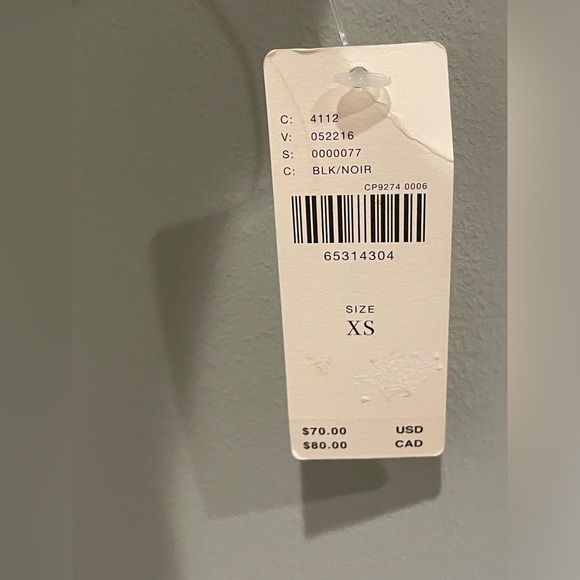 C: 4112
V: 052216
S: 0000077
C: BLK/NOIR
CP9274 0006
65314304
SIZE
XS
$70.00 USD
$80.00 CAD